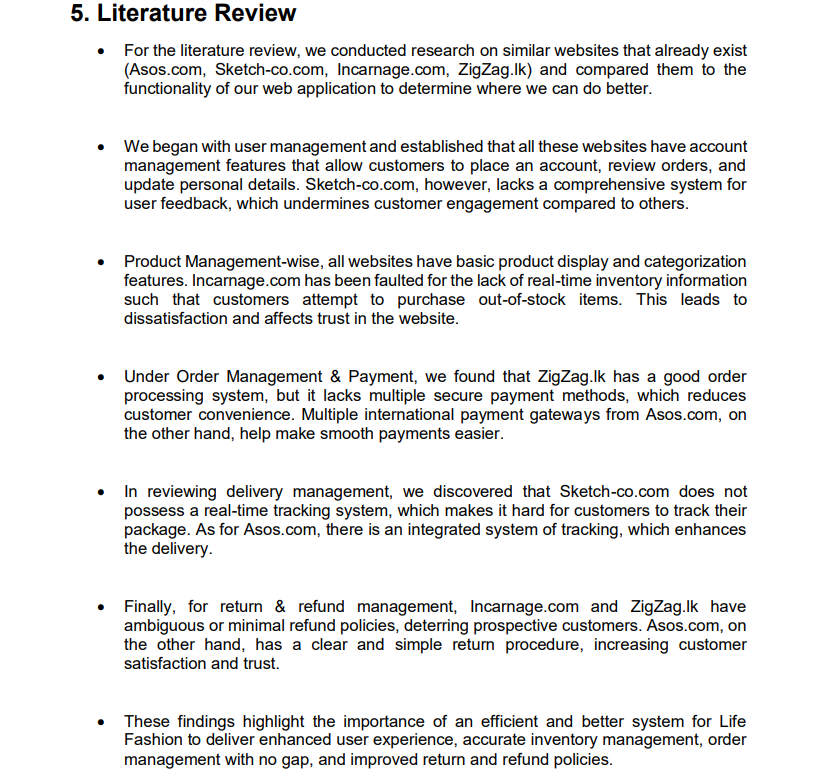 5. Literature Review
• For the literature review, we conducted research on similar websites that already exist
(Asos.com, Sketch-co.com, Incarnage.com, ZigZag.lk) and compared them to the
functionality of our web application to determine where we can do better.
• We began with user management and established that all these websites have account
management features that allow customers to place an account, review orders, and
update personal details. Sketch-co.com, however, lacks a comprehensive system for
user feedback, which undermines customer engagement compared to others.
• Product Management-wise, all websites have basic product display and categorization
features. Incarnage.com has been faulted for the lack of real-time inventory information
such that customers attempt to purchase out-of-stock items. This leads to
dissatisfaction and affects trust in the website.
• Under Order Management & Payment, we found that ZigZag.lk has a good order
processing system, but it lacks multiple secure payment methods, which reduces
customer convenience. Multiple international payment gateways from Asos.com, on
the other hand, help make smooth payments easier.
• In reviewing delivery management, we discovered that Sketch-co.com does not
possess a real-time tracking system, which makes it hard for customers to track their
package. As for Asos.com, there is an integrated system of tracking, which enhances
the delivery.
• Finally, for return & refund management, Incarnage.com and ZigZag.lk have
ambiguous or minimal refund policies, deterring prospective customers. Asos.com, on
the other hand, has a clear and simple return procedure, increasing customer
satisfaction and trust.
• These findings highlight the importance of an efficient and better system for Life
Fashion to deliver enhanced user experience, accurate inventory management, order
management with no gap, and improved return and refund policies.